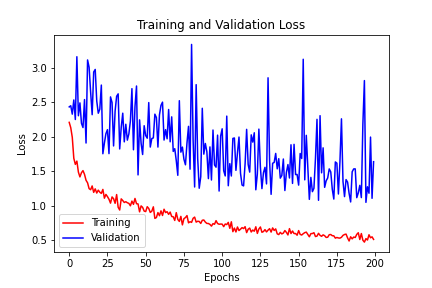 Training and Validation Loss
Loss
3.0
2.5
2.0
1.5
1.0
0.5
Training
Validation
0 25 50 75 100 125 150 175 200
Epochs